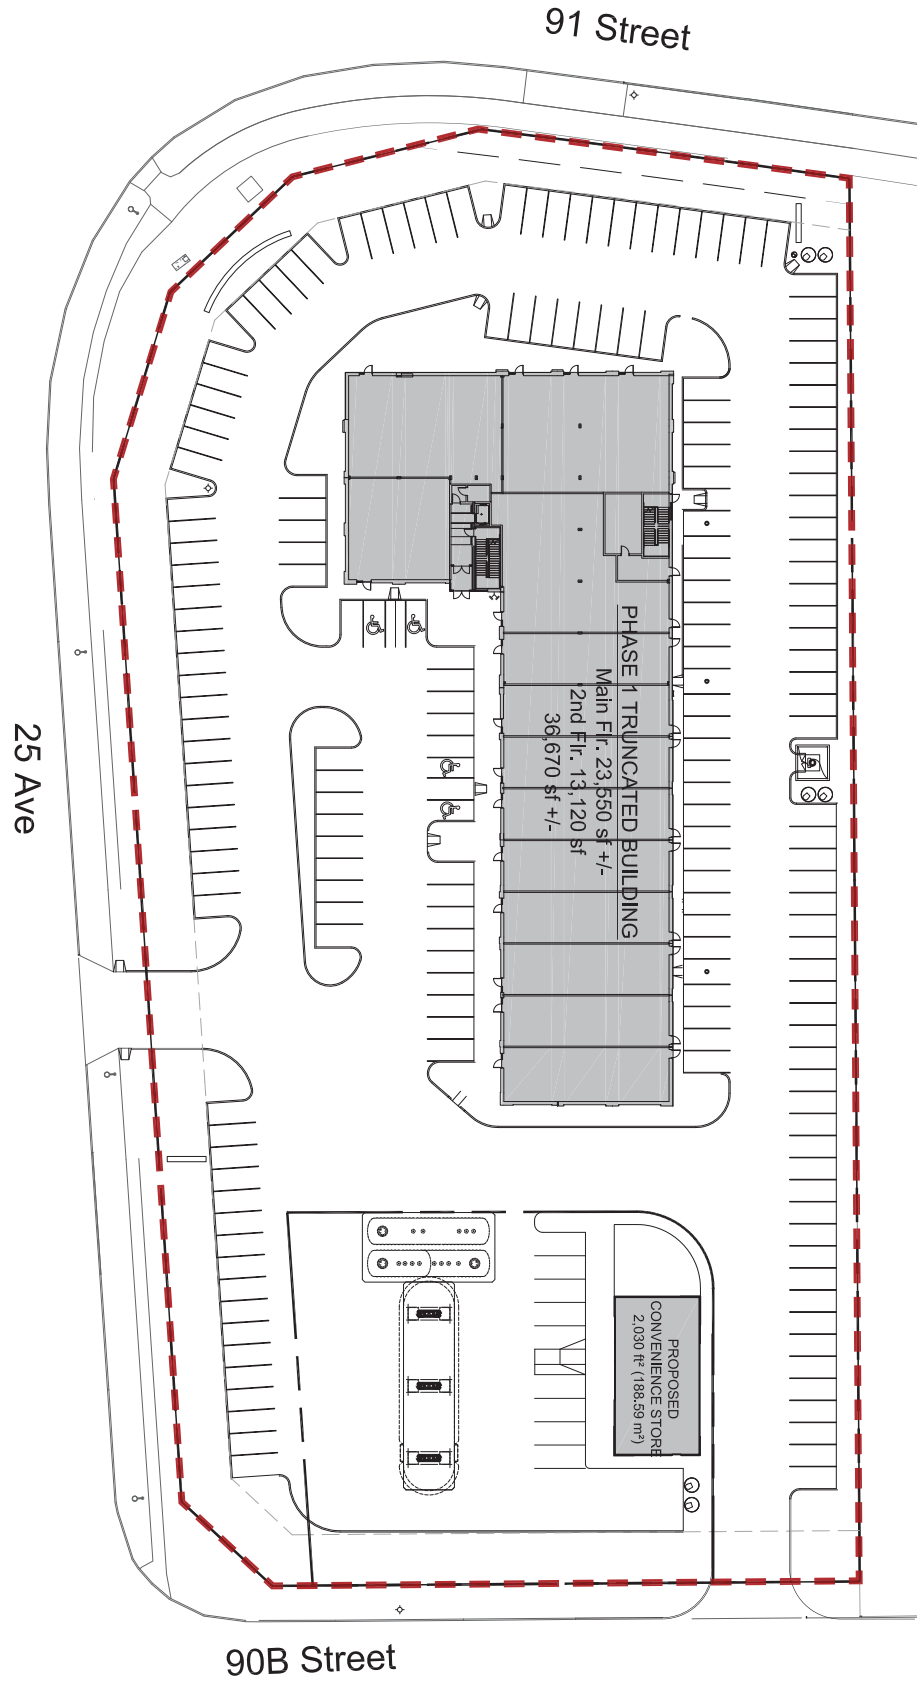 91 Street
25 Ave
PHASE 1 TRUNCATED BUILDING
Main Flr. 23,550 sf +/-
2nd Flr. 13,120 sf
36,670 sf +/-
PROPOSED
CONVENIENCE STORE
2,030 ft² (188.59 m²)
90B Street